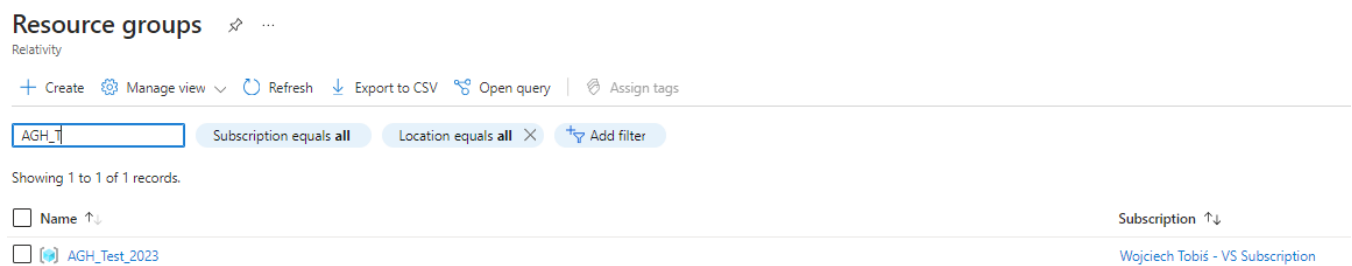 Resource groups
Relativity
Create Manage view Refresh Export to CSV Open query Assign tags
AGH_T Subscription equals all Location equals all Add filter
Showing 1 to 1 of 1 records.
Name Subscription
AGH_Test_2023 Wojciech Tobiś - VS Subscription